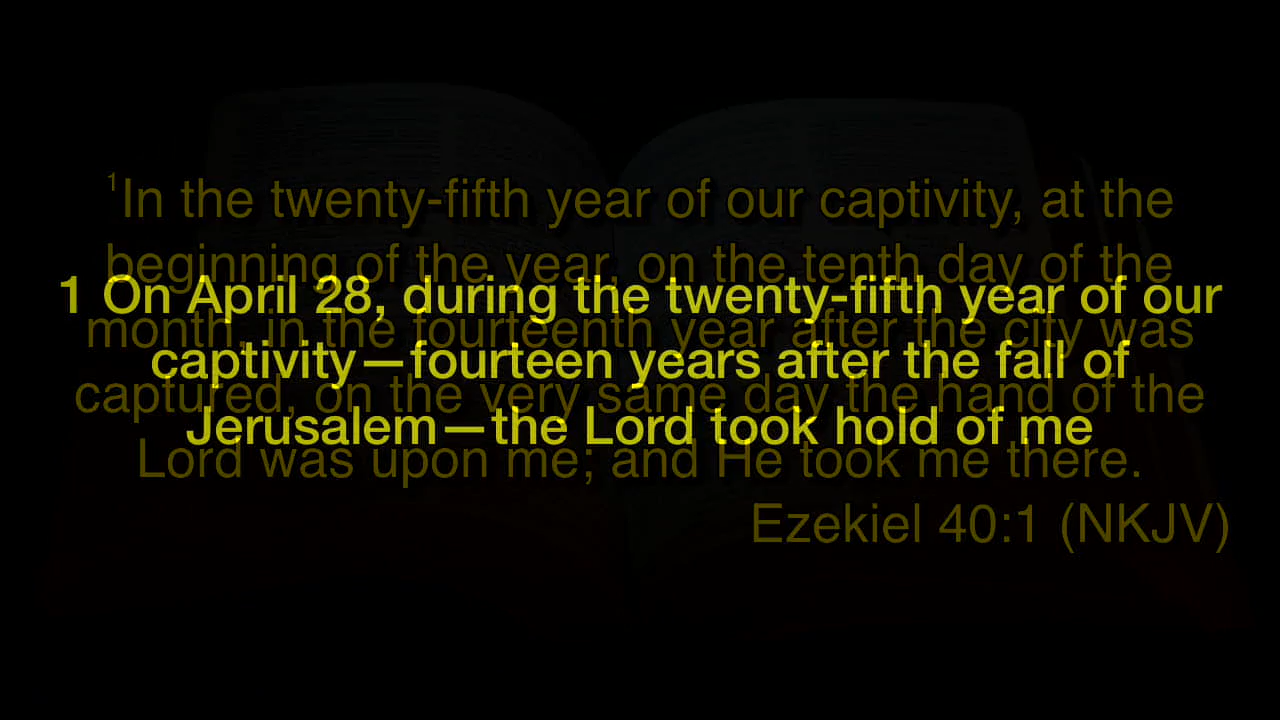 ¹In the twenty-fifth year of our captivity, at the
beginning of the year, on the tenth day of the
1 On April 28, during the twenty-fifth year of our
month, in the fourteenth year after the city was
captivity—fourteen years after the fall of
captured, on the very same day the hand of the
Jerusalem—the Lord took hold of me
Lord was upon me; and He took me there.
Ezekiel 40:1 (NKJV)